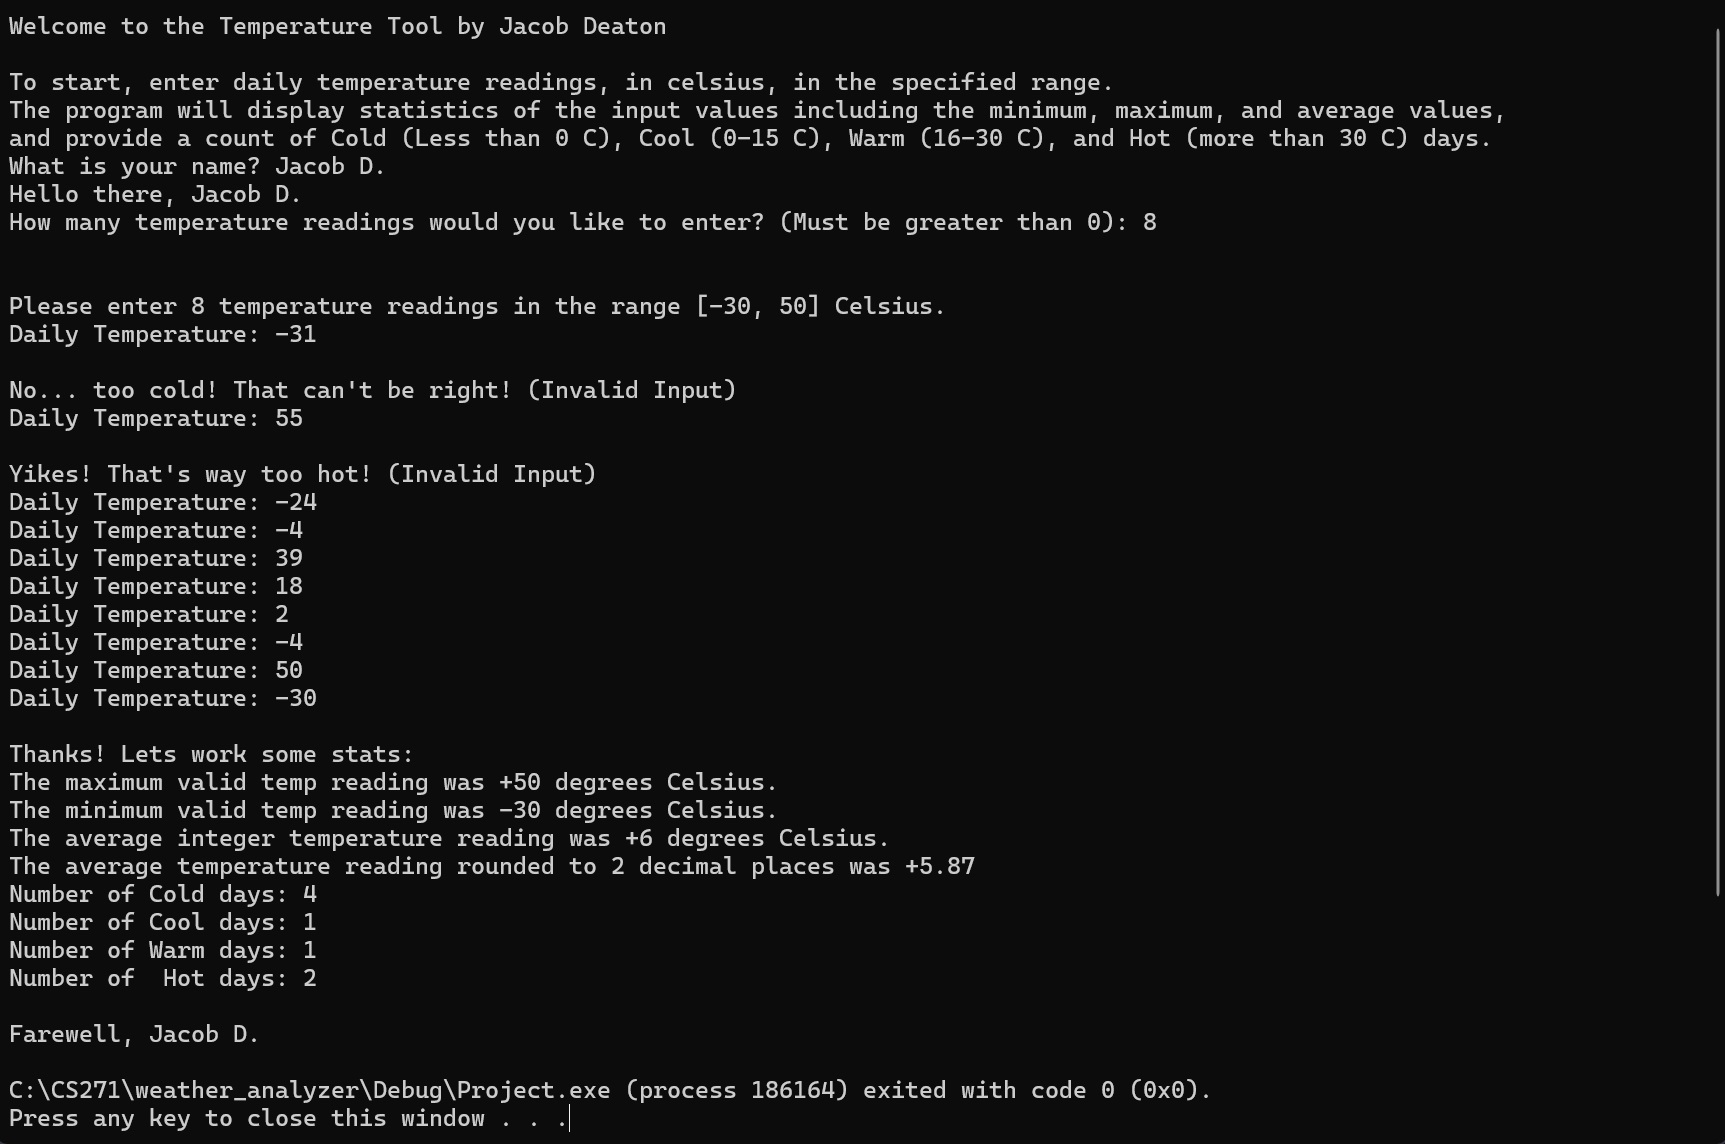 Welcome to the Temperature Tool by Jacob Deaton
To start, enter daily temperature readings, in celsius, in the specified range.
The program will display statistics of the input values including the minimum, maximum, and average values,
and provide a count of Cold (Less than 0 C), Cool (0-15 C), Warm (16-30 C), and Hot (more than 30 C) days.
What is your name? Jacob D.
Hello there, Jacob D.
How many temperature readings would you like to enter? (Must be greater than 0): 8
Please enter 8 temperature readings in the range [-30, 50] Celsius.
Daily Temperature: -31
No... too cold! That can't be right! (Invalid Input)
Daily Temperature: 55
Yikes! That's way too hot! (Invalid Input)
Daily Temperature: -24
Daily Temperature: -4
Daily Temperature: 39
Daily Temperature: 18
Daily Temperature: 2
Daily Temperature: -4
Daily Temperature: 50
Daily Temperature: -30
Thanks! Lets work some stats:
The maximum valid temp reading was +50 degrees Celsius.
The minimum valid temp reading was -30 degrees Celsius.
The average integer temperature reading was +6 degrees Celsius.
The average temperature reading rounded to 2 decimal places was +5.87
Number of Cold days: 4
Number of Cool days: 1
Number of Warm days: 1
Number of  Hot days: 2
Farewell, Jacob D.
C:\CS271\weather_analyzer\Debug\Project.exe (process 186164) exited with code 0 (0x0).
Press any key to close this window . . .